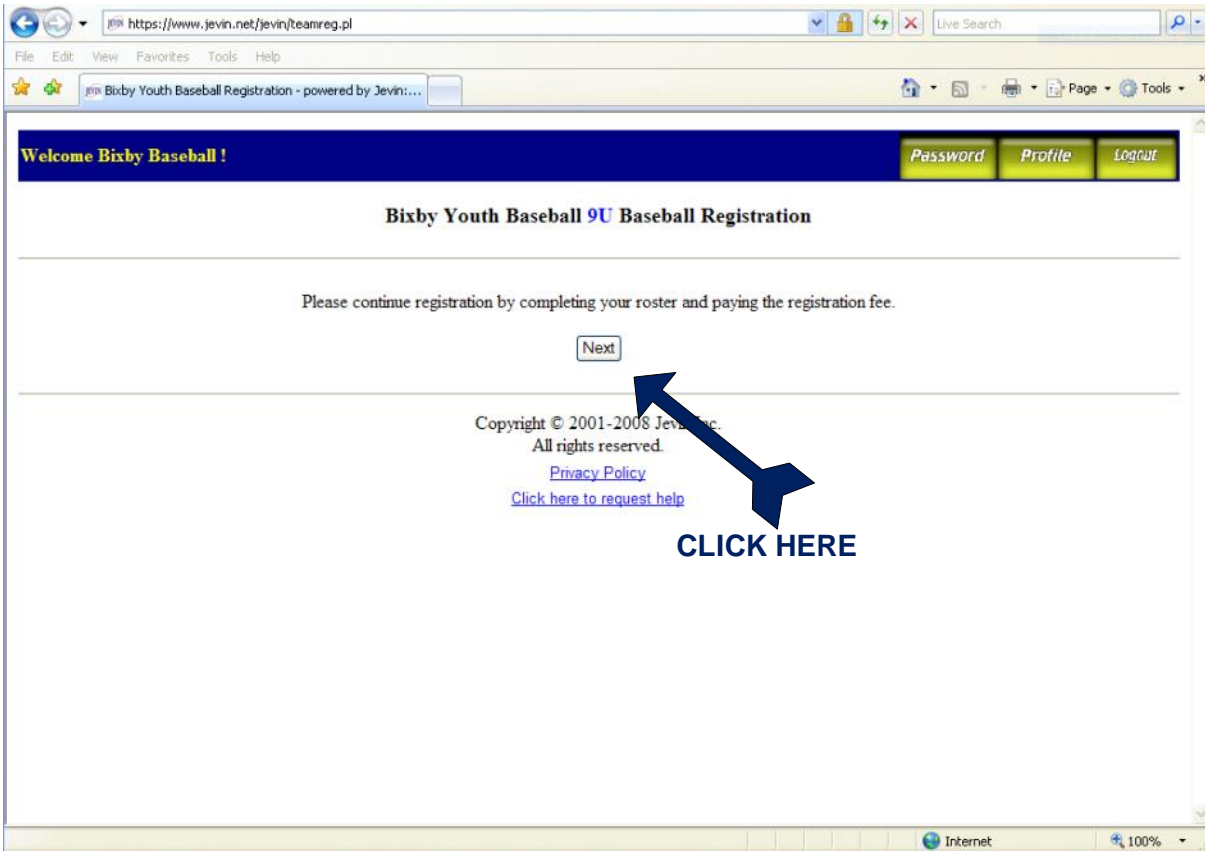 https://www.jevin.net/jevin/teamreg.pl
Live Search
File Edit View Favorites Tools Help
Bixby Youth Baseball Registration - powered by Jevin:...
Page Tools
Welcome Bixby Baseball !
Password Profile Logout
Bixby Youth Baseball 9U Baseball Registration
Please continue registration by completing your roster and paying the registration fee.
Next
Copyright © 2001-2008 Jevin Inc.
All rights reserved.
Privacy Policy
Click here to request help
CLICK HERE
Internet 100%